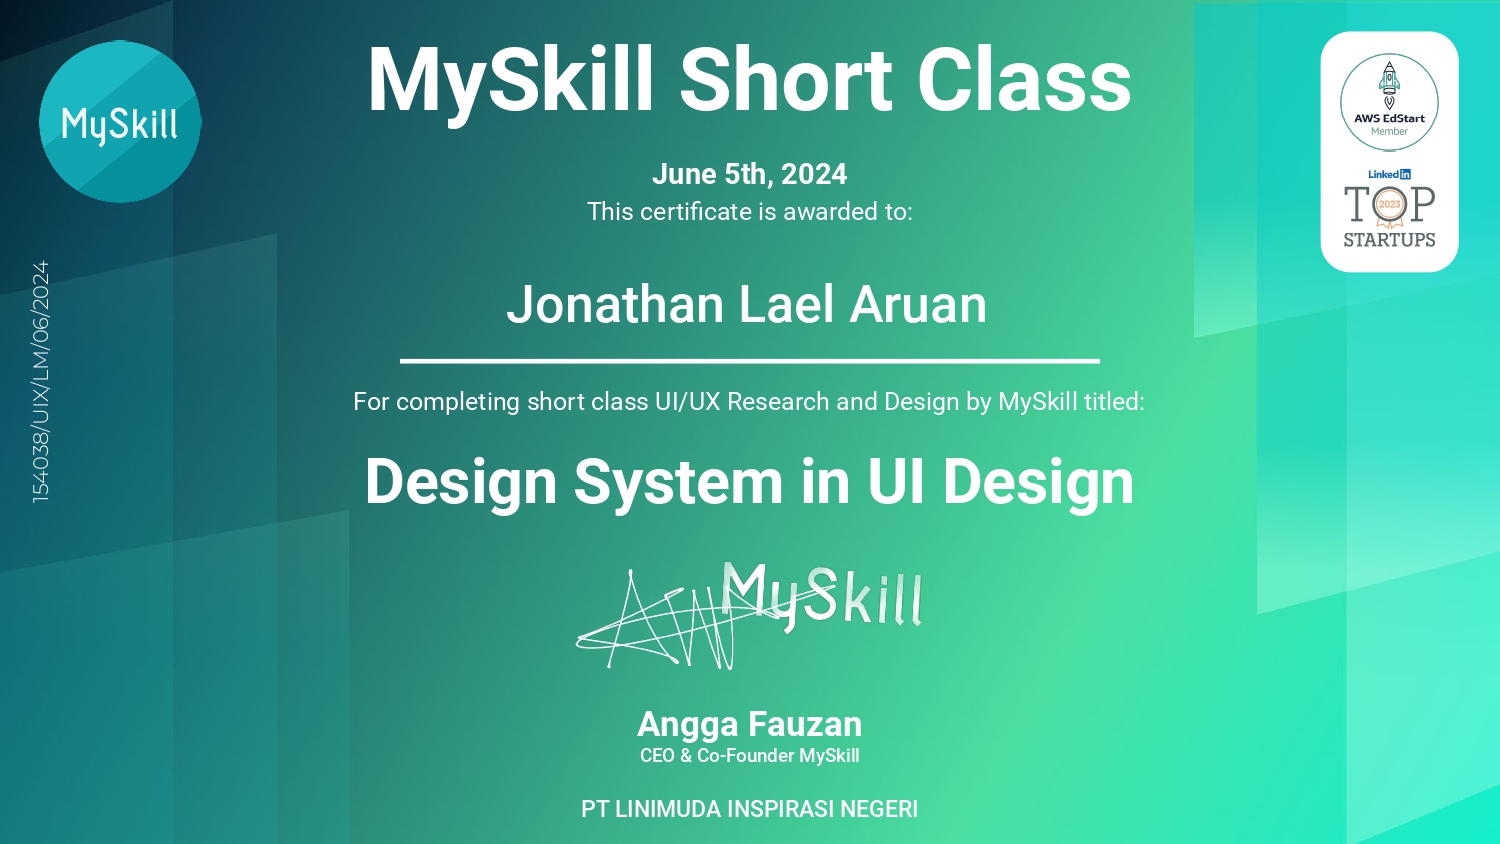 MySkill
MySkill Short Class
AWS EdStart
Member
Linked in
TOP
2023
STARTUPS
June 5th, 2024
This certificate is awarded to:
154038/UIX/LM/06/2024
Jonathan Lael Aruan
For completing short class UI/UX Research and Design by MySkill titled:
Design System in UI Design
MySkill
Angga Fauzan
CEO & Co-Founder MySkill
PT LINIMUDA INSPIRASI NEGERI